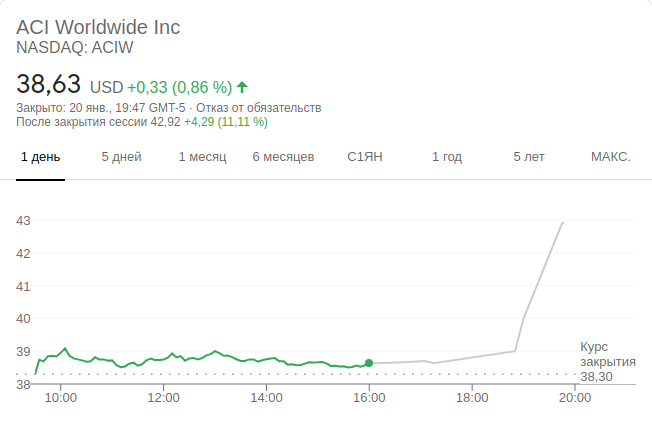 ACI Worldwide Inc
NASDAQ: ACIW
38,63 USD +0,33 (0,86 %)
Закрыто: 20 янв., 19:47 GMT-5 · Отказ от обязательств
После закрытия сессии 42,92 +4,29 (11,11 %)
1 день 5 дней 1 месяц 6 месяцев С1ЯН 1 год 5 лет МАКС.
43
42
41
40
39
38
Курс
закрытия
38,30
10:00 12:00 14:00 16:00 18:00 20:00